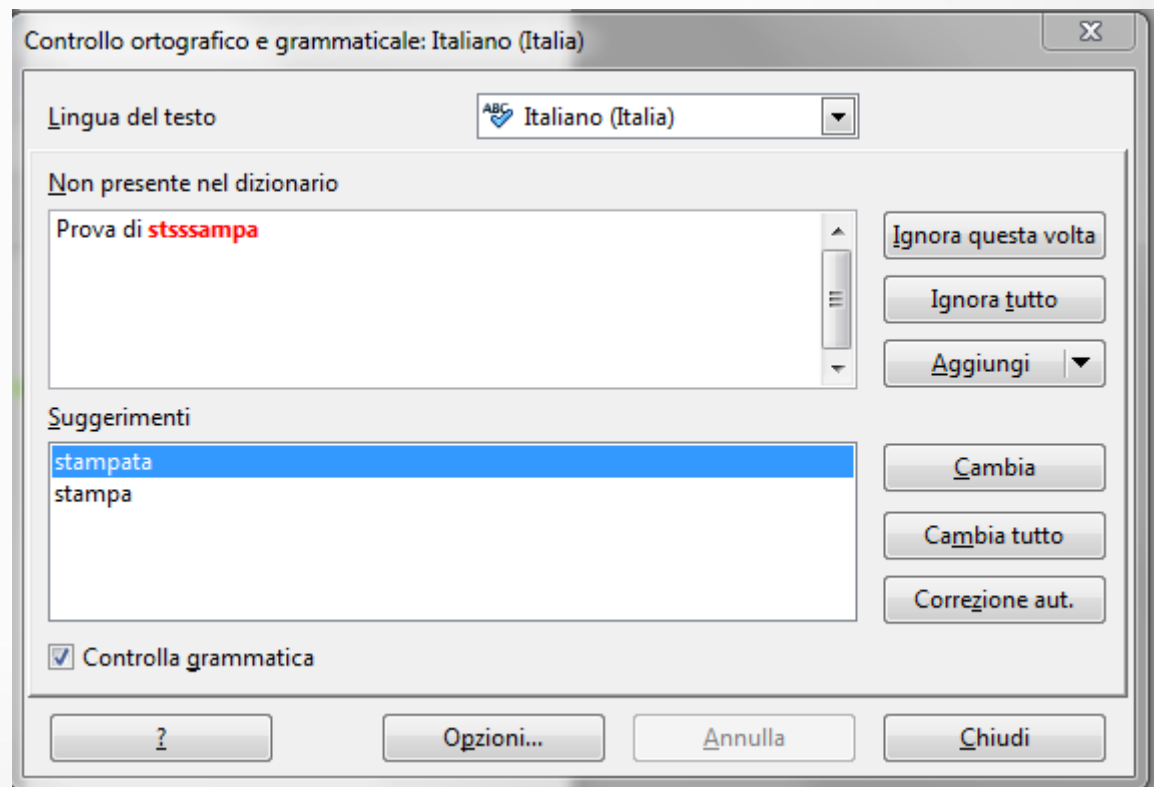 Controllo ortografico e grammaticale: Italiano (Italia)
Lingua del testo
ABC Italiano (Italia)
Non presente nel dizionario
Prova di stsssampa
Ignora questa volta
Ignora tutto
Aggiungi
Suggerimenti
stampata
stampa
Cambia
Cambia tutto
Correzione aut.
Controlla grammatica
?
Opzioni...
Annulla
Chiudi